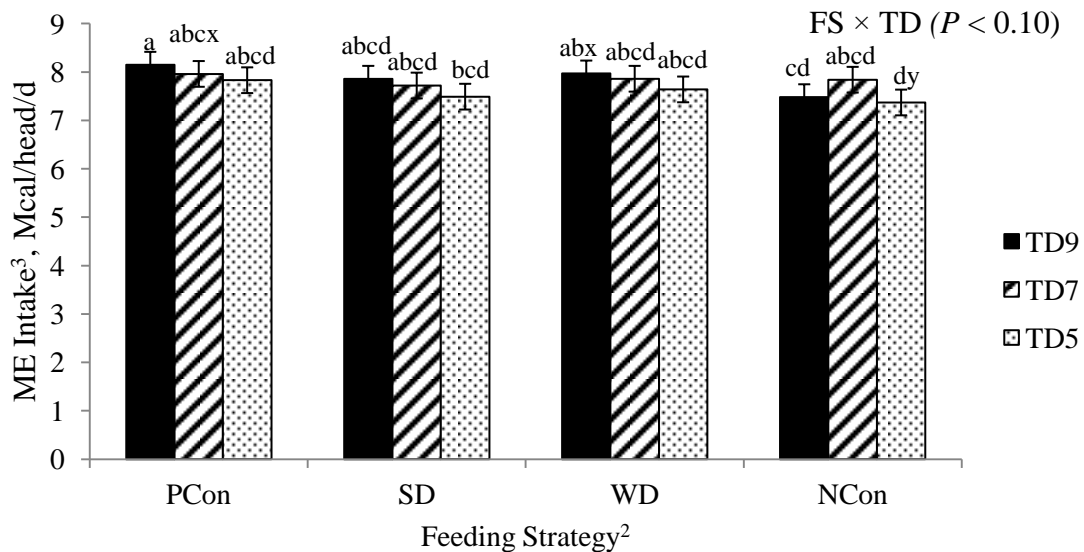 FS × TD (P < 0.10)
9
8
7
6
5
4
3
2
1
0
ME Intake³, Mcal/head/d
a
abcx
abcd
abcd
abcd
bcd
abx
abcd
abcd
cd
abcd
dy
TD9
TD7
TD5
PCon
SD
WD
NCon
Feeding Strategy²